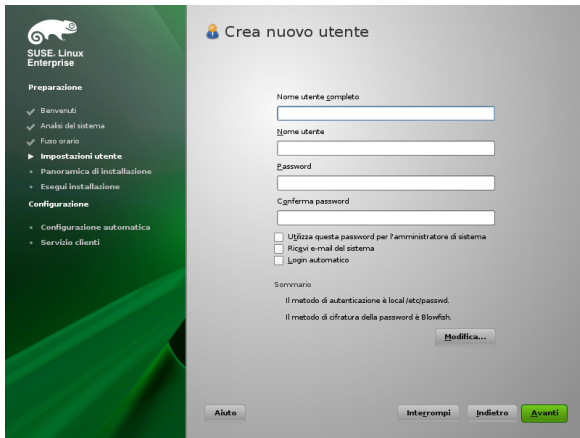 SUSE. Linux
Enterprise
Preparazione
Benvenuti
Analisi del sistema
Fuso orario
Impostazioni utente
Panoramica di installazione
Esegui installazione
Configurazione
Configurazione automatica
Servizio clienti
Crea nuovo utente
Nome utente completo
Nome utente
Password
Conferma password
Utilizza questa password per l'amministratore di sistema
Ricevi e-mail del sistema
Login automatico
Sommario
Il metodo di autenticazione è local /etc/passwd.
Il metodo di cifratura della password è Blowfish.
Modifica...
Aiuto
Interrompi
Indietro
Avanti